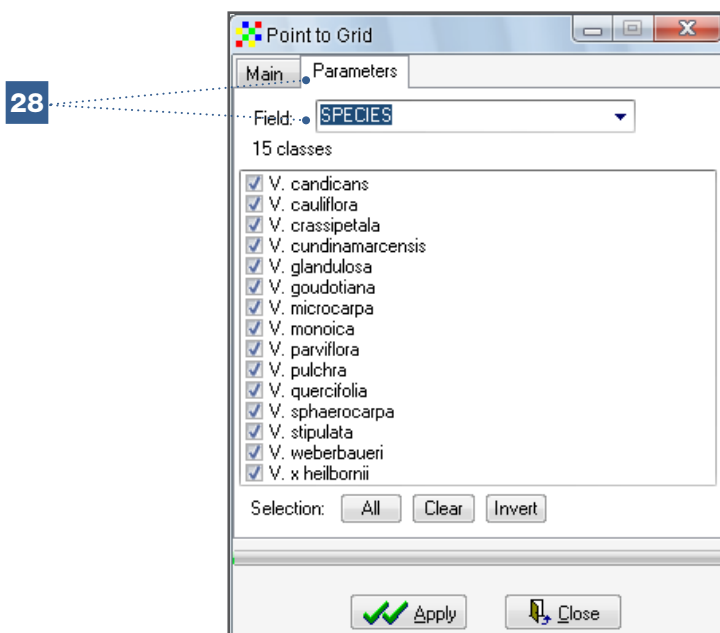 Point to Grid
Main Parameters
28
Field: SPECIES
15 classes
V. candicans
V. cauliflora
V. crassipetala
V. cundinamarcensis
V. glandulosa
V. goudotiana
V. microcarpa
V. monoica
V. parviflora
V. pulchra
V. quercifolia
V. sphaerocarpa
V. stipulata
V. weberbaueri
V. x heilbornii
Selection: All Clear Invert
Apply Close